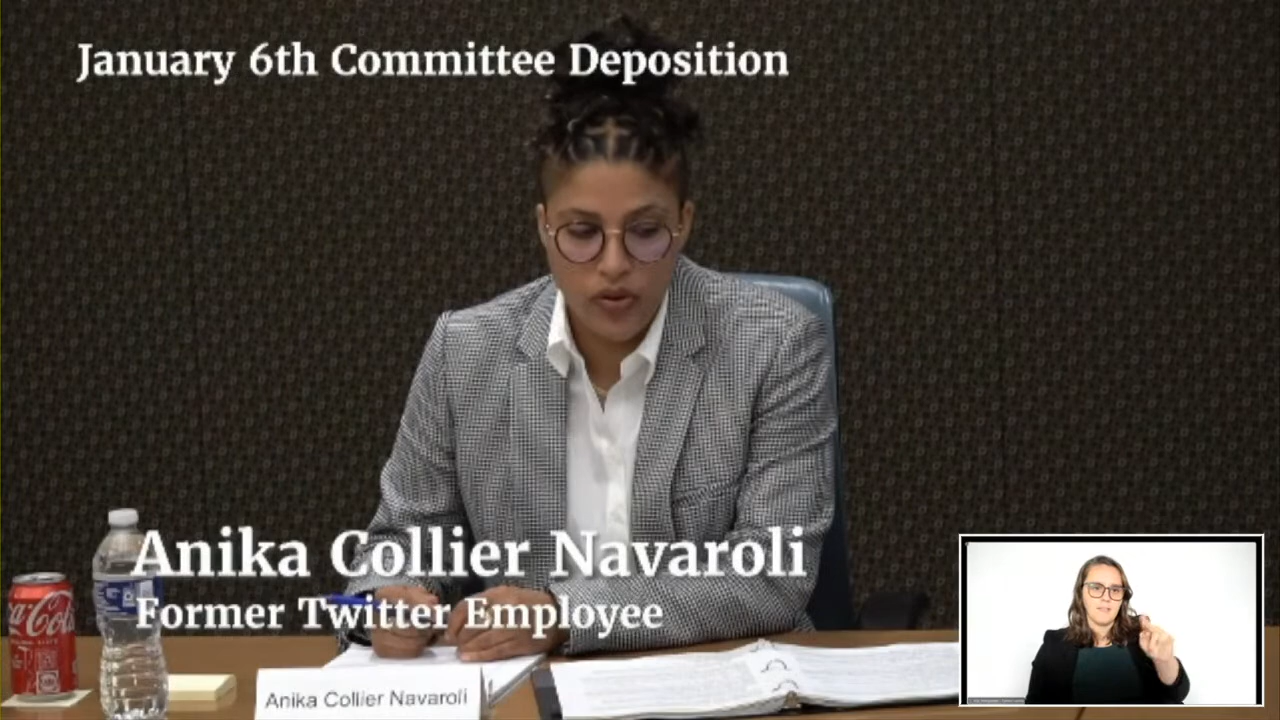 January 6th Committee Deposition
Anika Collier Navaroli
Former Twitter Employee
Anika Collier Navaroli